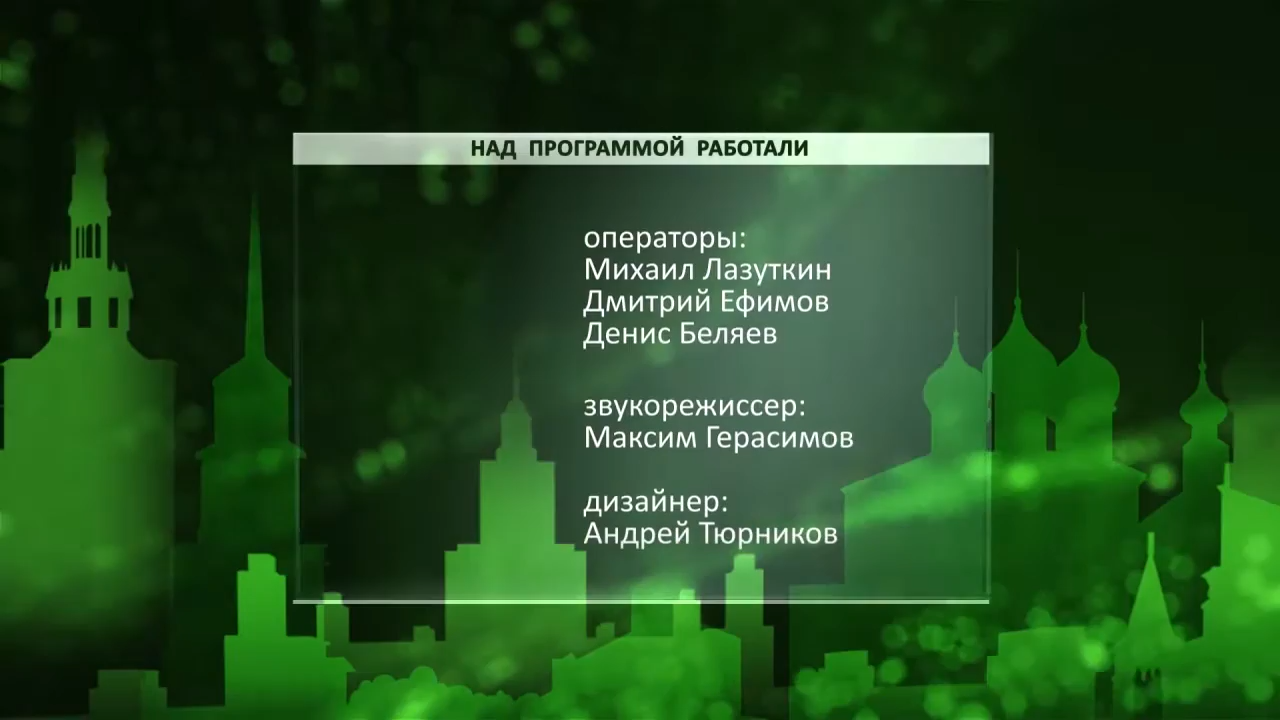 НАД ПРОГРАММОЙ РАБОТАЛИ
операторы:
Михаил Лазуткин
Дмитрий Ефимов
Денис Беляев
звукорежиссер:
Максим Герасимов
дизайнер:
Андрей Тюрников